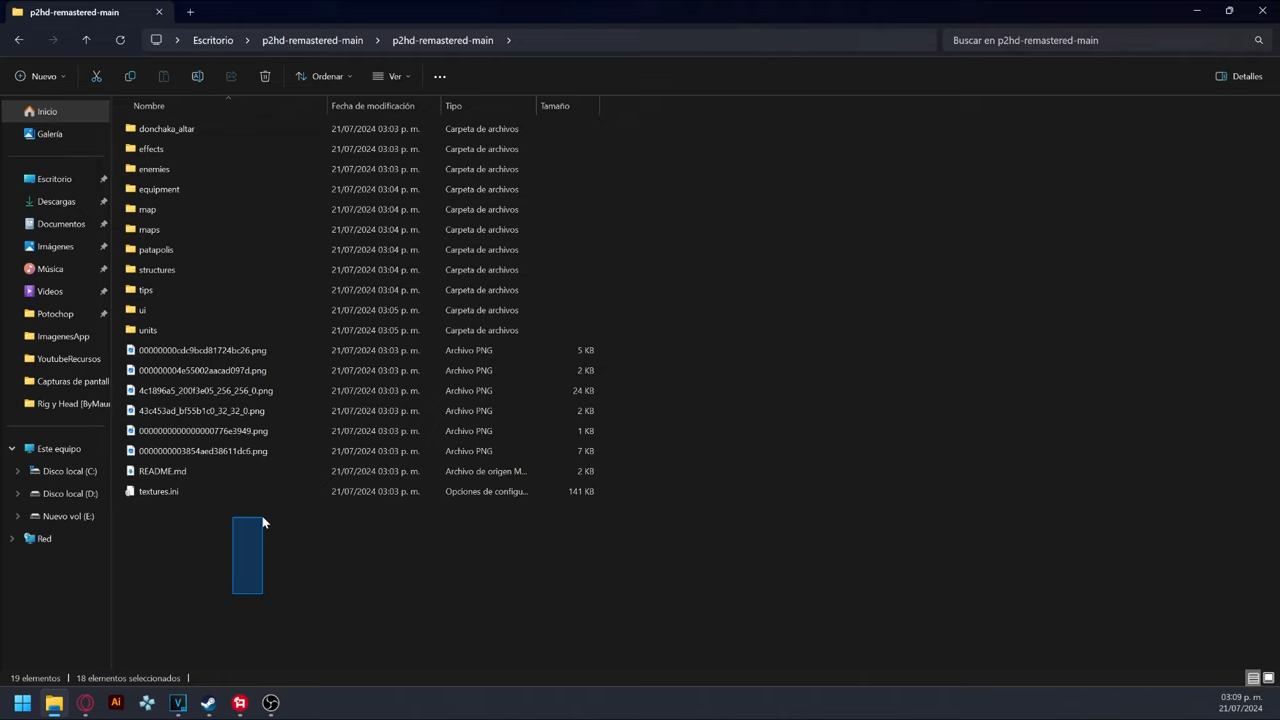 p2hd-remastered-main
Escritorio p2hd-remastered-main p2hd-remastered-main Buscar en p2hd-remastered-main
Nuevo Ordenar Ver Detalles
Nombre Fecha de modificación Tipo Tamaño
Inicio
Galería
Escritorio
Descargas
Documentos
Imágenes
Música
Videos
Potochop
ImagenesApp
YoutubeRecursos
Capturas de pantall
Rig y Head [ByMaur
Este equipo
Disco local (C:)
Disco local (D:)
Nuevo vol (E:)
Red
donchaka_altar 21/07/2024 03:03 p. m. Carpeta de archivos
effects 21/07/2024 03:03 p. m. Carpeta de archivos
enemies 21/07/2024 03:03 p. m. Carpeta de archivos
equipment 21/07/2024 03:04 p. m. Carpeta de archivos
map 21/07/2024 03:04 p. m. Carpeta de archivos
maps 21/07/2024 03:04 p. m. Carpeta de archivos
patapolis 21/07/2024 03:04 p. m. Carpeta de archivos
structures 21/07/2024 03:04 p. m. Carpeta de archivos
tips 21/07/2024 03:04 p. m. Carpeta de archivos
ui 21/07/2024 03:05 p. m. Carpeta de archivos
units 21/07/2024 03:05 p. m. Carpeta de archivos
00000000cdc9bcd81724bc26.png 21/07/2024 03:03 p. m. Archivo PNG 5 KB
000000004e55002aacad097d.png 21/07/2024 03:03 p. m. Archivo PNG 2 KB
4c1896a5_200f3e05_256_256_0.png 21/07/2024 03:03 p. m. Archivo PNG 24 KB
43c453ad_bf55b1c0_32_32_0.png 21/07/2024 03:03 p. m. Archivo PNG 2 KB
0000000000000000776e3949.png 21/07/2024 03:03 p. m. Archivo PNG 1 KB
0000000003854aed38611dc6.png 21/07/2024 03:03 p. m. Archivo PNG 7 KB
README.md 21/07/2024 03:03 p. m. Archivo de origen M... 2 KB
textures.ini 21/07/2024 03:03 p. m. Opciones de configu... 141 KB
19 elementos 18 elementos seleccionados
Ai V
03:09 p. m.
21/07/2024